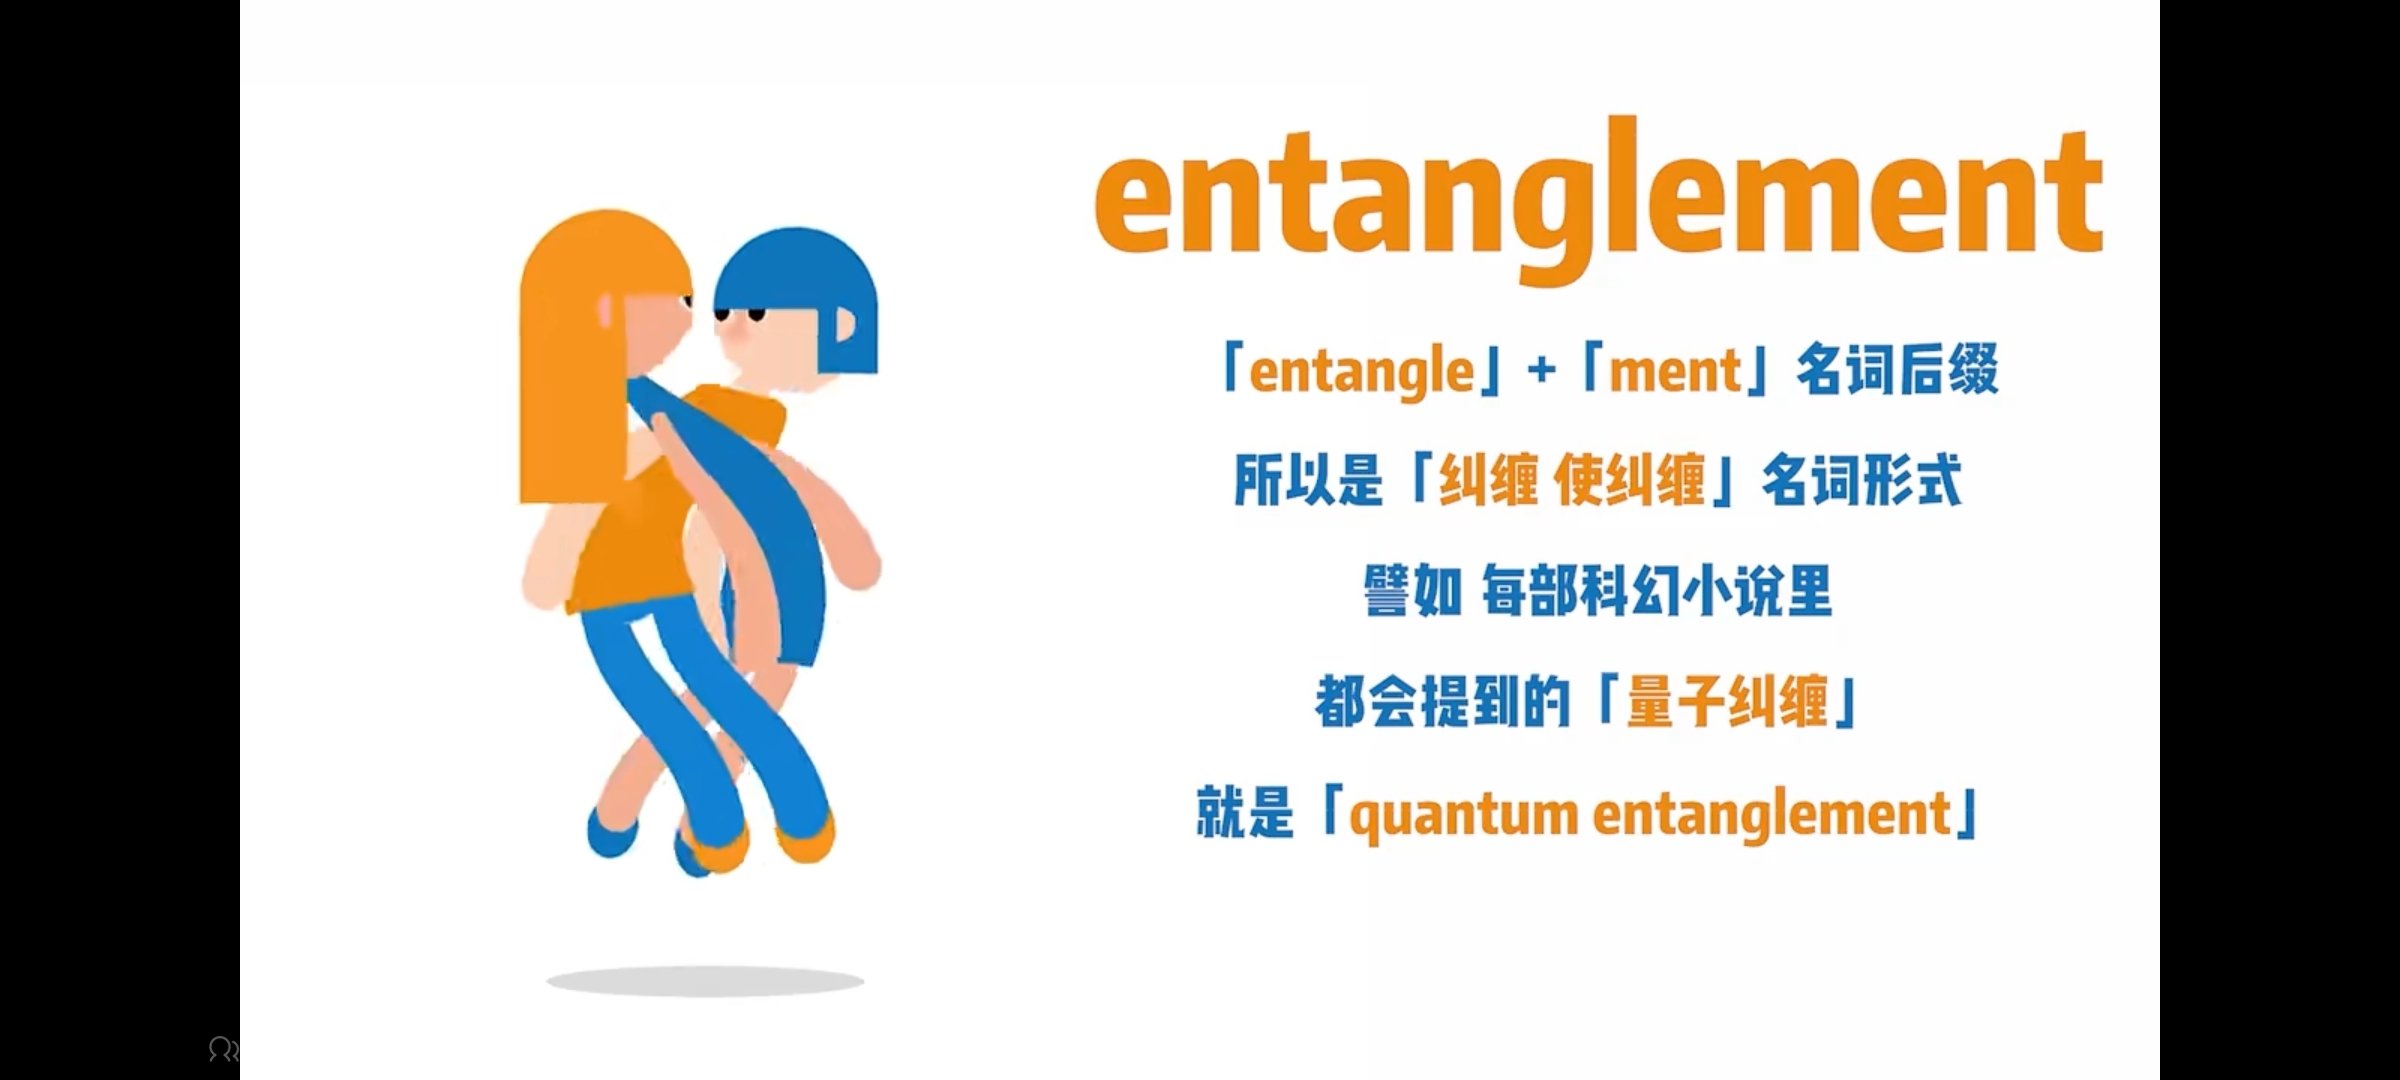 entanglement
「entangle」+「ment」名词后缀
所以是「纠缠 使纠缠」名词形式
譬如 每部科幻小说里
都会提到的「量子纠缠」
就是「quantum entanglement」